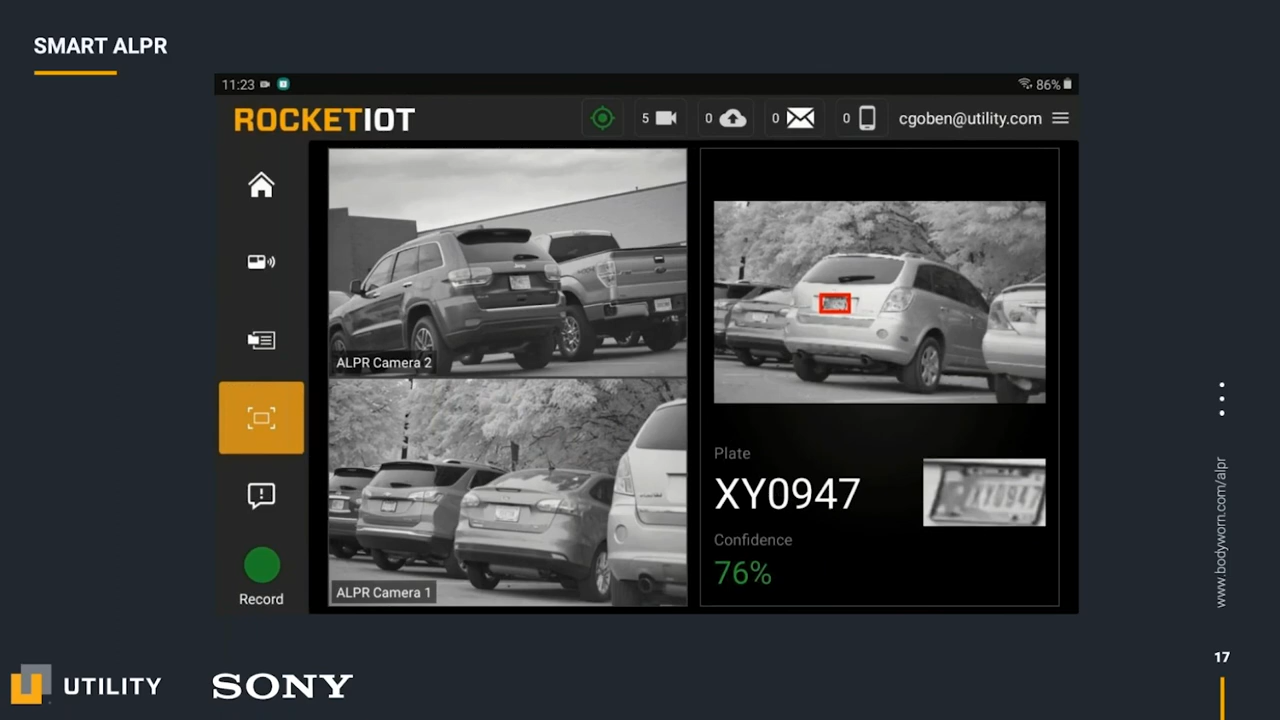 SMART ALPR
11:23
86%
ROCKETIOT
5
0
0
0
cgoben@utility.com
ALPR Camera 2
ALPR Camera 1
Record
Plate
XY0947
XY0947
Confidence
76%
www.bodyworn.com/alpr
17
UTILITY
SONY